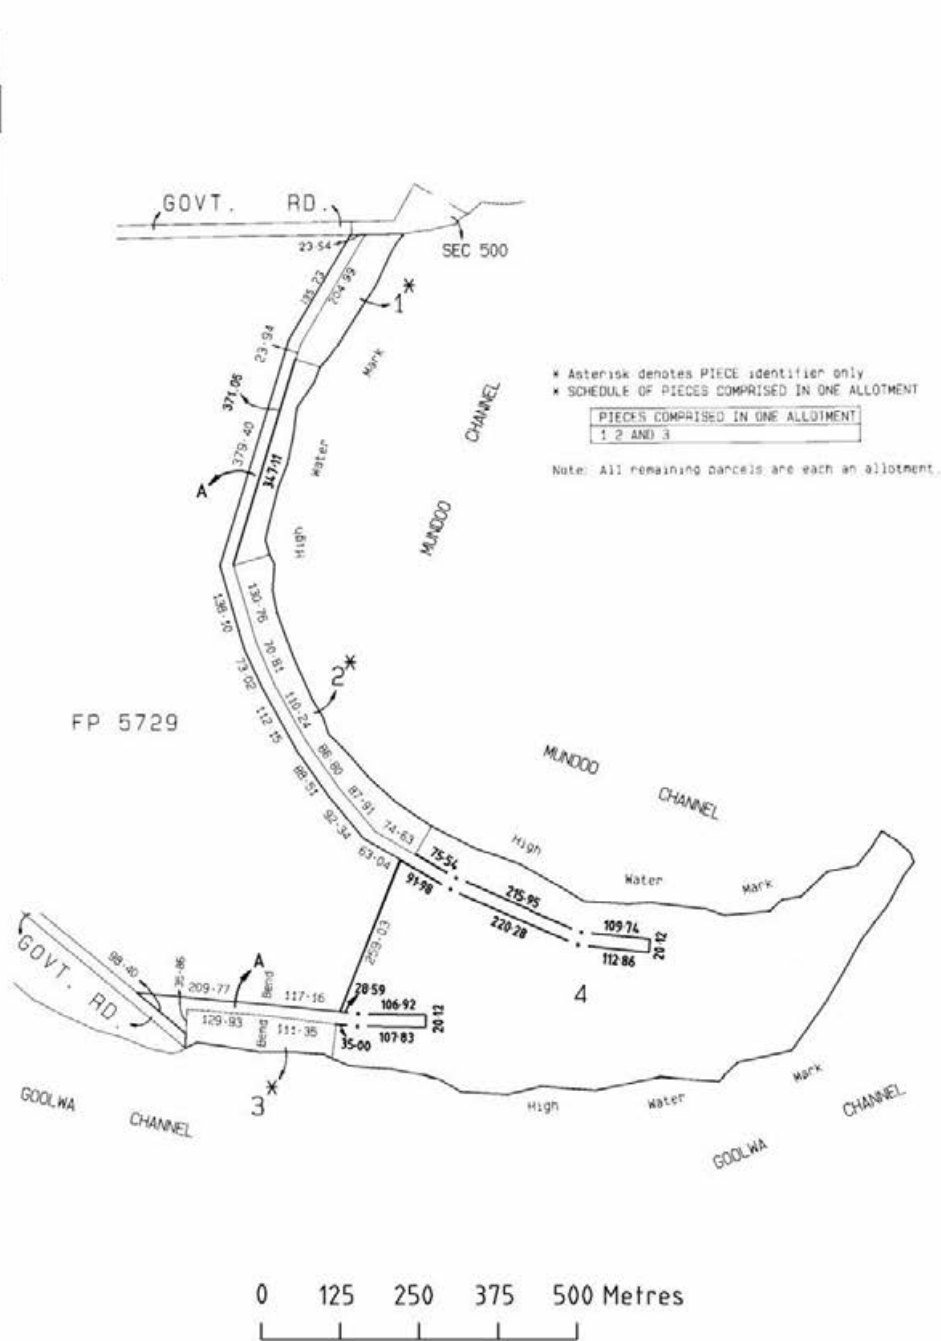 GOVT. RD.
23·54
SEC 500
135·23
204·99
1*
23·94
Mark
371·05
* Asterisk denotes PIECE identifier only
* SCHEDULE OF PIECES COMPRISED IN ONE ALLOTMENT
PIECES COMPRISED IN ONE ALLOTMENT
1 2 AND 3
Note: All remaining parcels are each an allotment.
CHANNEL
379·40
347·17
Water
A
MUNDOO
High
138·10
130·76
73·02
70·81
2*
112·15
110·24
FP 5729
88·51
86·80
MUNDOO
CHANNEL
92·34
87·91
63·04
74·63
High
75·54
91·98
Water
Mark
215·95
220·28
109·74
112·86
20·12
259·03
GOVT. RD.
98·40
A
209·77
Bend
117·16
28·59
106·92
4
129·93
Bend
111·35
35·00
107·83
20·12
3*
GOOLWA
CHANNEL
High
Water
Mark
GOOLWA
CHANNEL
0 125 250 375 500 Metres